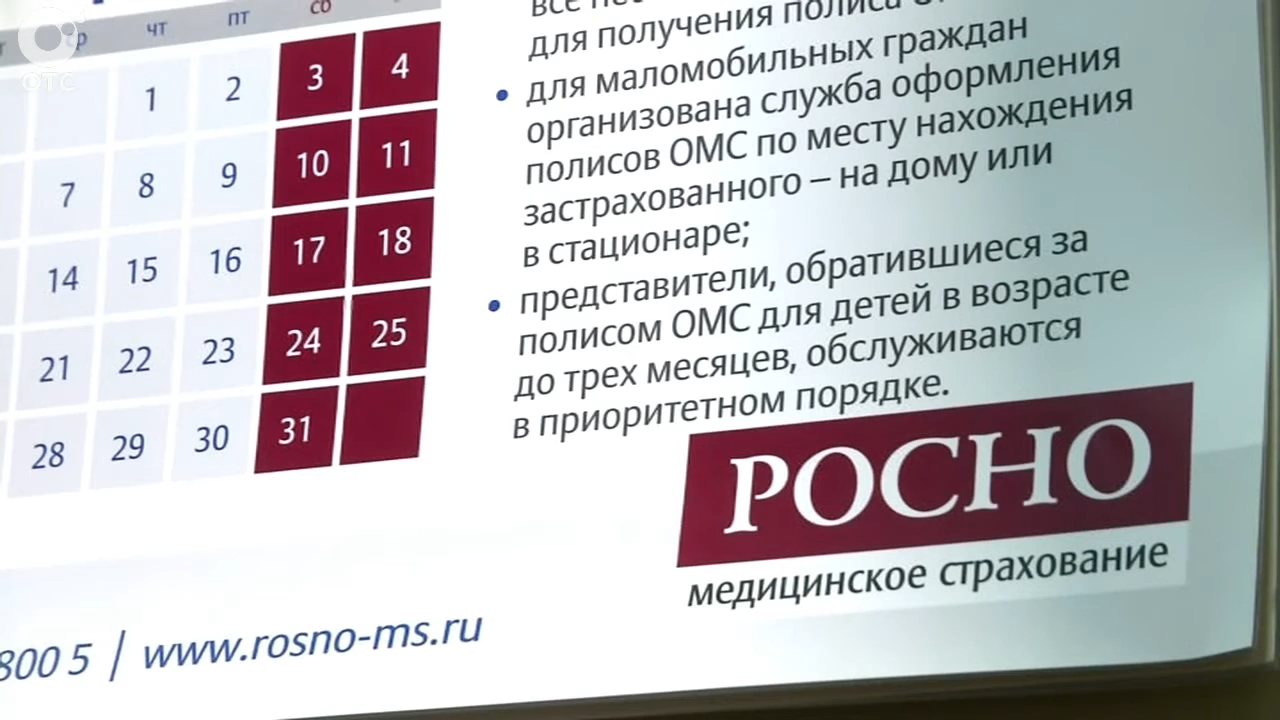 ОТС
ср чт пт сб
1 2 3 4
7 8 9 10 11
14 15 16 17 18
21 22 23 24 25
28 29 30 31
для получения полиса
• для маломобильных граждан
организована служба оформления
полисов ОМС по месту нахождения
застрахованного – на дому или
в стационаре;
• представители, обратившиеся за
полисом ОМС для детей в возрасте
до трех месяцев, обслуживаются
в приоритетном порядке.
РОСНО
медицинское страхование
800 5 | www.rosno-ms.ru